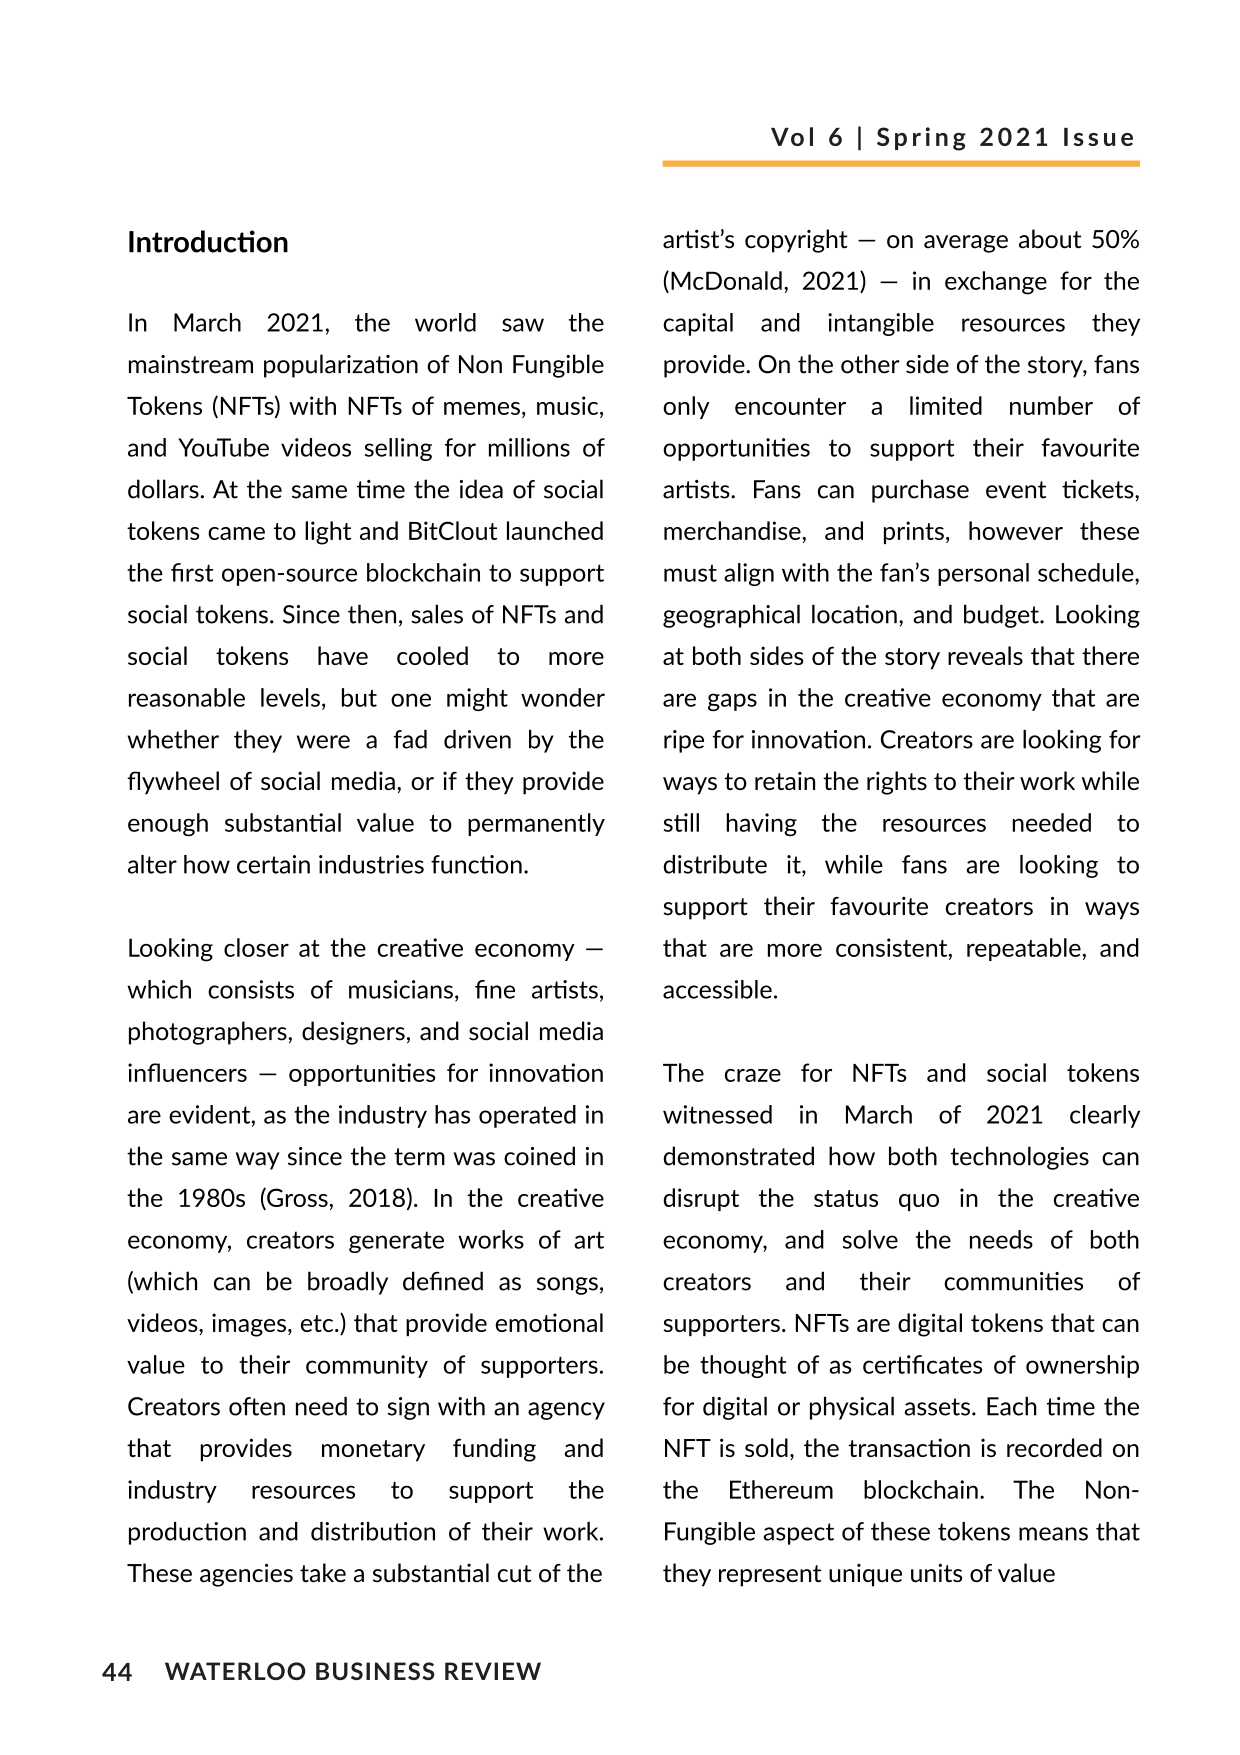 Vol 6 | Spring 2021 Issue
Introduction
In March 2021, the world saw the
mainstream popularization of Non Fungible
Tokens (NFTs) with NFTs of memes, music,
and YouTube videos selling for millions of
dollars. At the same time the idea of social
tokens came to light and BitClout launched
the first open-source blockchain to support
social tokens. Since then, sales of NFTs and
social tokens have cooled to more
reasonable levels, but one might wonder
whether they were a fad driven by the
flywheel of social media, or if they provide
enough substantial value to permanently
alter how certain industries function.
Looking closer at the creative economy —
which consists of musicians, fine artists,
photographers, designers, and social media
influencers — opportunities for innovation
are evident, as the industry has operated in
the same way since the term was coined in
the 1980s (Gross, 2018). In the creative
economy, creators generate works of art
(which can be broadly defined as songs,
videos, images, etc.) that provide emotional
value to their community of supporters.
Creators often need to sign with an agency
that provides monetary funding and
industry resources to support the
production and distribution of their work.
These agencies take a substantial cut of the
artist’s copyright — on average about 50%
(McDonald, 2021) — in exchange for the
capital and intangible resources they
provide. On the other side of the story, fans
only encounter a limited number of
opportunities to support their favourite
artists. Fans can purchase event tickets,
merchandise, and prints, however these
must align with the fan’s personal schedule,
geographical location, and budget. Looking
at both sides of the story reveals that there
are gaps in the creative economy that are
ripe for innovation. Creators are looking for
ways to retain the rights to their work while
still having the resources needed to
distribute it, while fans are looking to
support their favourite creators in ways
that are more consistent, repeatable, and
accessible.
The craze for NFTs and social tokens
witnessed in March of 2021 clearly
demonstrated how both technologies can
disrupt the status quo in the creative
economy, and solve the needs of both
creators and their communities of
supporters. NFTs are digital tokens that can
be thought of as certificates of ownership
for digital or physical assets. Each time the
NFT is sold, the transaction is recorded on
the Ethereum blockchain. The Non-
Fungible aspect of these tokens means that
they represent unique units of value
44 WATERLOO BUSINESS REVIEW